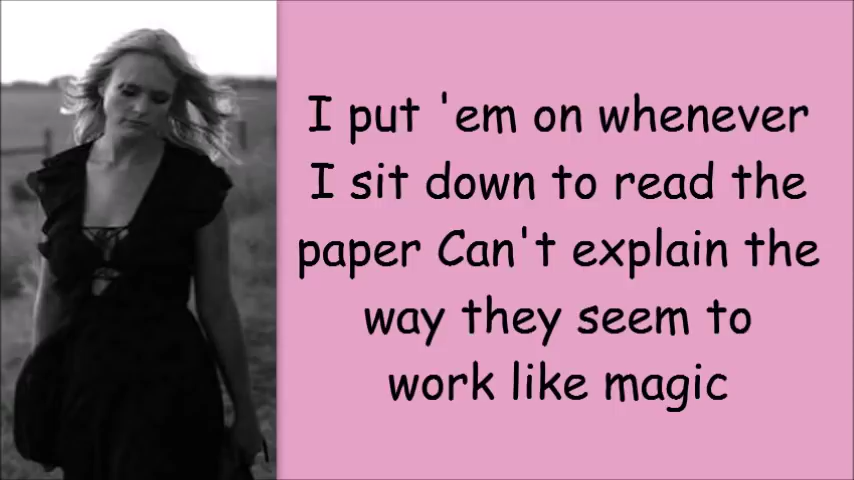 I put 'em on whenever
I sit down to read the
paper Can't explain the
way they seem to
work like magic